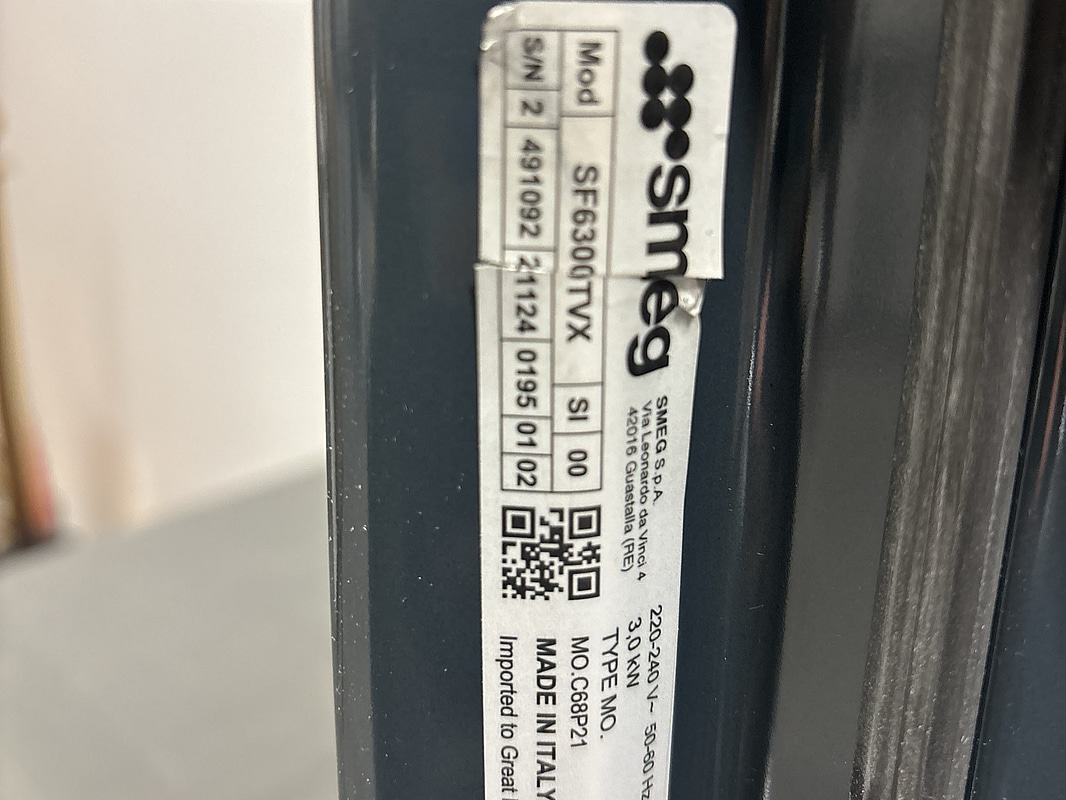 smeg
Mod SF6300TVX SI 00
S/N 2 491092 21124 0195 01 02
SMEG S.p.A.
Via Leonardo da Vinci 4
42016 Guastalla (RE)
220-240 V~ 50-60 Hz
3,0 kW
TYPE MO.
MO.C68P21
MADE IN ITALY
Imported to Great